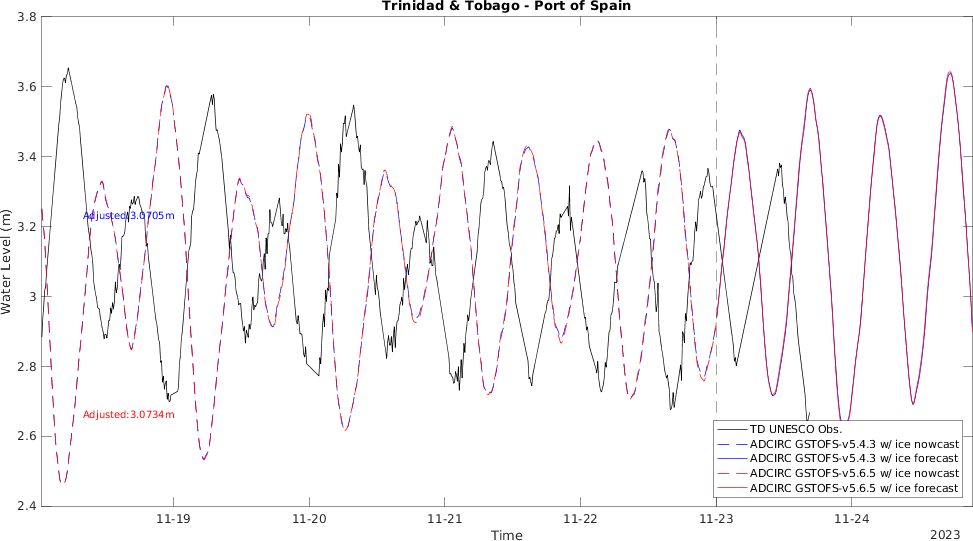 Trinidad & Tobago - Port of Spain
3.8
3.6
3.4
3.2
3
2.8
2.6
2.4
Water Level (m)
Adjusted:3.0705m
Adjusted:3.0734m
TD UNESCO Obs.
ADCIRC GSTOFS-v5.4.3 w/ ice nowcast
ADCIRC GSTOFS-v5.4.3 w/ ice forecast
ADCIRC GSTOFS-v5.6.5 w/ ice nowcast
ADCIRC GSTOFS-v5.6.5 w/ ice forecast
11-19 11-20 11-21 11-22 11-23 11-24
Time
2023